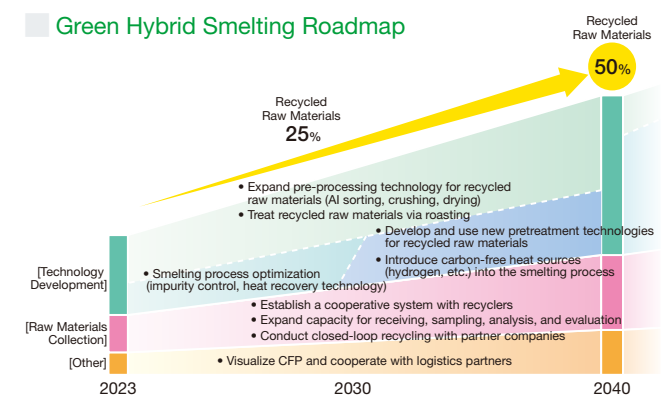 Green Hybrid Smelting Roadmap
Recycled
Raw Materials
50%
Recycled
Raw Materials
25%
• Expand pre-processing technology for recycled
raw materials (AI sorting, crushing, drying)
• Treat recycled raw materials via roasting
• Develop and use new pretreatment technologies
for recycled raw materials
• Introduce carbon-free heat sources
(hydrogen, etc.) into the smelting process
[Technology
Development]
• Smelting process optimization
(impurity control, heat recovery technology)
• Establish a cooperative system with recyclers
• Expand capacity for receiving, sampling, analysis, and evaluation
• Conduct closed-loop recycling with partner companies
[Raw Materials
Collection]
[Other]
• Visualize CFP and cooperate with logistics partners
2023
2030
2040